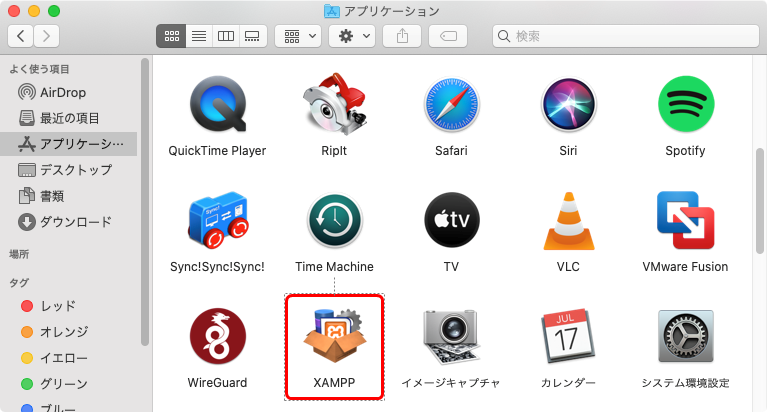 アプリケーション
検索
よく使う項目
AirDrop
最近の項目
アプリケーシ…
デスクトップ
書類
ダウンロード
場所
タグ
レッド
オレンジ
イエロー
グリーン
ブルー
QuickTime Player
RipIt
Safari
Siri
Spotify
Sync!
tv
Sync!Sync!Sync!
Time Machine
TV
VLC
VMware Fusion
JUL
17
WireGuard
XAMPP
イメージキャプチャ
カレンダー
システム環境設定